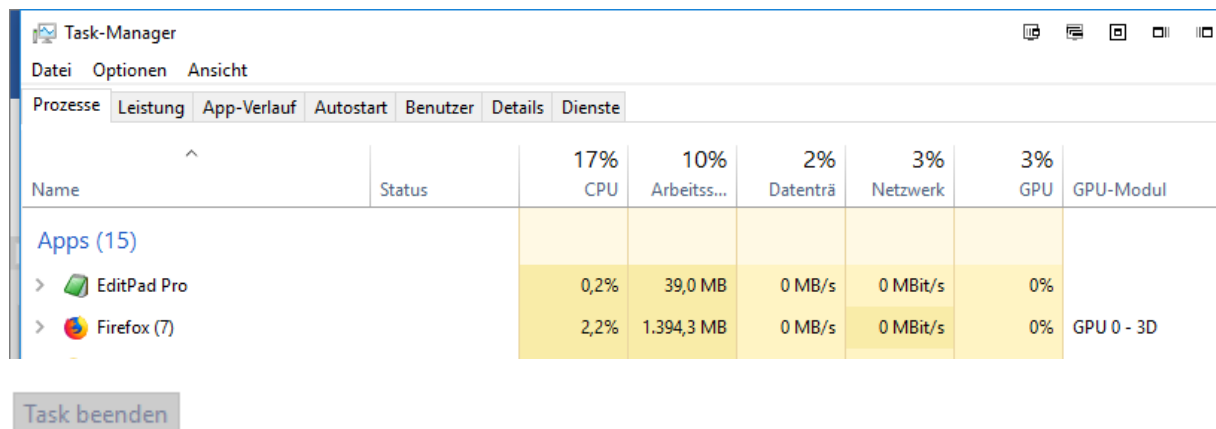 Task-Manager
Datei Optionen Ansicht
Prozesse Leistung App-Verlauf Autostart Benutzer Details Dienste
17% 10% 2% 3% 3%
Name Status CPU Arbeitss... Datenträ Netzwerk GPU GPU-Modul
Apps (15)
EditPad Pro 0,2% 39,0 MB 0 MB/s 0 MBit/s 0%
Firefox (7) 2,2% 1.394,3 MB 0 MB/s 0 MBit/s 0% GPU 0 - 3D
Task beenden